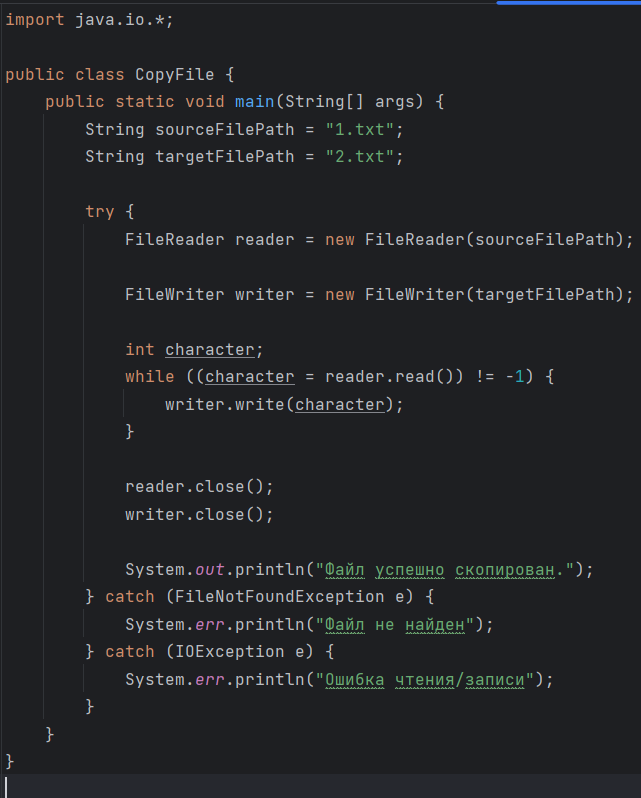 import java.io.*;
public class CopyFile {
public static void main(String[] args) {
String sourceFilePath = "1.txt";
String targetFilePath = "2.txt";
try {
FileReader reader = new FileReader(sourceFilePath);
FileWriter writer = new FileWriter(targetFilePath);
int character;
while ((character = reader.read()) != -1) {
writer.write(character);
}
reader.close();
writer.close();
System.out.println("Файл успешно скопирован.");
} catch (FileNotFoundException e) {
System.err.println("Файл не найден");
} catch (IOException e) {
System.err.println("Ошибка чтения/записи");
}
}
}